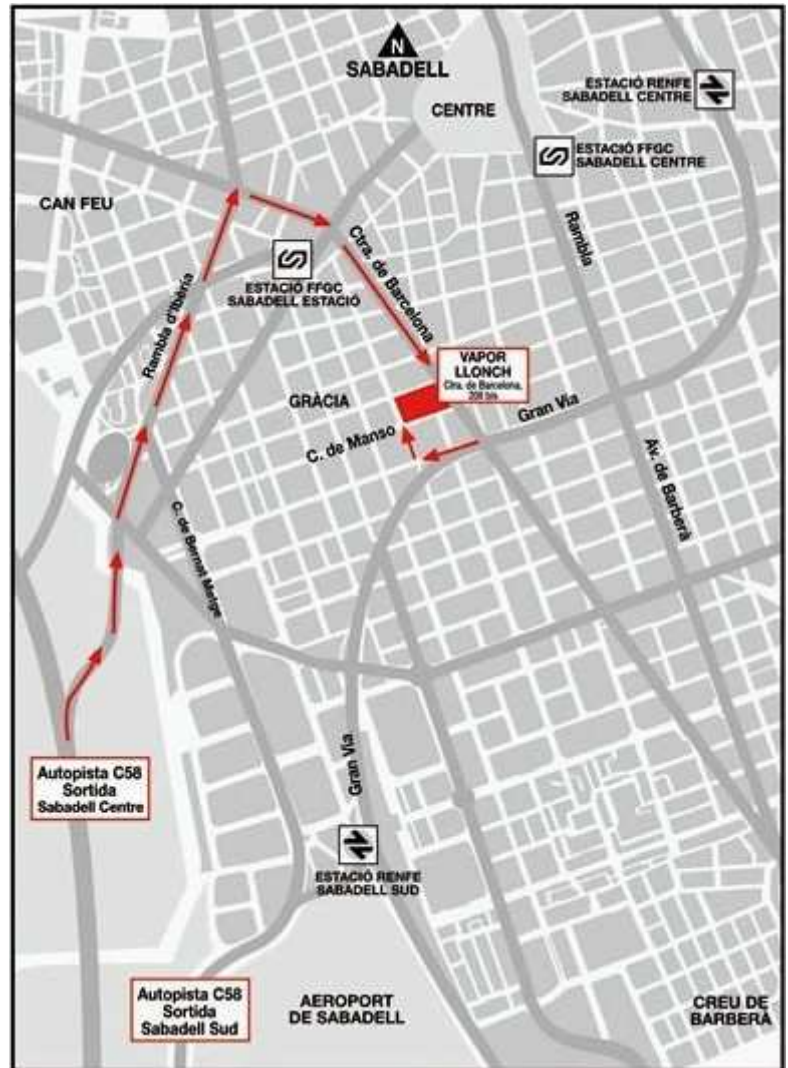 N
SABADELL
CENTRE
ESTACIÓ RENFE
SABADELL CENTRE
ESTACIÓ FFGC
SABADELL CENTRE
CAN FEU
Rambla
Ctra. de Barcelona
ESTACIÓ FFGC
SABADELL ESTACIÓ
Rambla d'Ibèria
VAPOR
LLONCH
Ctra. de Barcelona,
208 bis
GRÀCIA
Gran Via
C. de Manso
Av. de Barberà
C. de Bernat Metge
Gran Via
Autopista C58
Sortida
Sabadell Centre
ESTACIÓ RENFE
SABADELL SUD
Autopista C58
Sortida
Sabadell Sud
AEROPORT
DE SABADELL
CREU DE
BARBERÀ